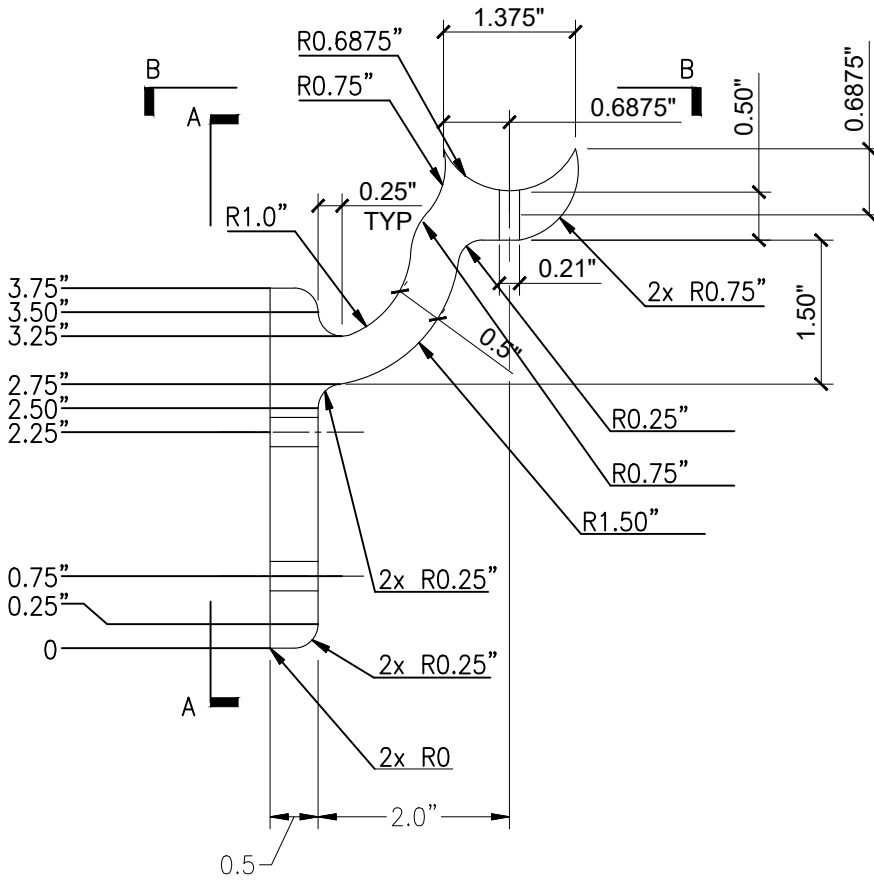 1.375"
R0.6875”
B
B
R0.75”
0.6875"
0.50"
0.6875"
A
0.25"
TYP
R1.0”
0.21"
2x R0.75”
1.50"
3.75”
3.50”
3.25”
0.5"
2.75”
2.50”
2.25”
R0.25”
R0.75”
R1.50”
0.75”
2x R0.25”
0.25”
0
2x R0.25”
A
2x R0
2.0”
0.5